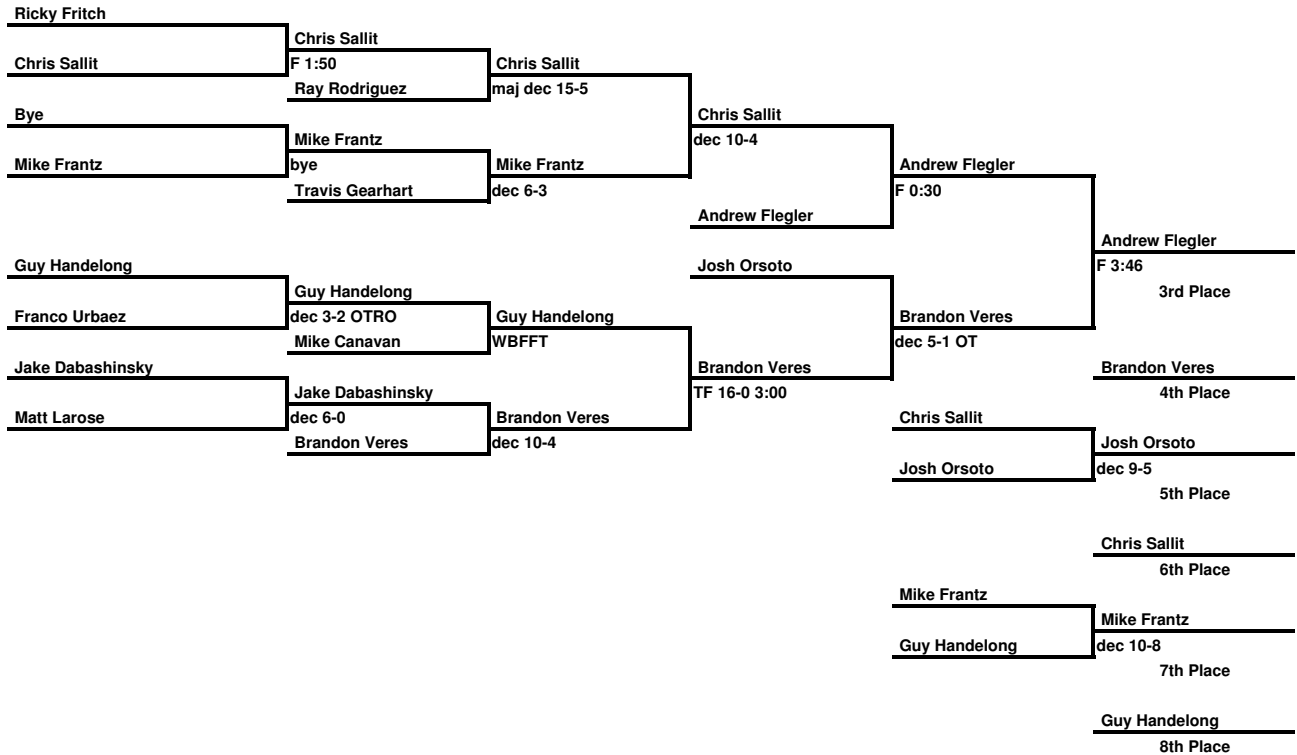 Ricky Fritch
Chris Sallit
Chris Sallit
F 1:50
Chris Sallit
Ray Rodriguez
maj dec 15-5
Bye
Chris Sallit
Mike Frantz
dec 10-4
Mike Frantz
bye
Mike Frantz
Andrew Flegler
Travis Gearhart
dec 6-3
F 0:30
Andrew Flegler
Andrew Flegler
Guy Handelong
Josh Orsoto
F 3:46
Guy Handelong
3rd Place
Franco Urbaez
dec 3-2 OTRO
Guy Handelong
Brandon Veres
Mike Canavan
WBFFT
dec 5-1 OT
Jake Dabashinsky
Brandon Veres
Brandon Veres
Jake Dabashinsky
TF 16-0 3:00
4th Place
Matt Larose
dec 6-0
Brandon Veres
Chris Sallit
Brandon Veres
dec 10-4
Josh Orsoto
Josh Orsoto
dec 9-5
5th Place
Chris Sallit
6th Place
Mike Frantz
Mike Frantz
Guy Handelong
dec 10-8
7th Place
Guy Handelong
8th Place